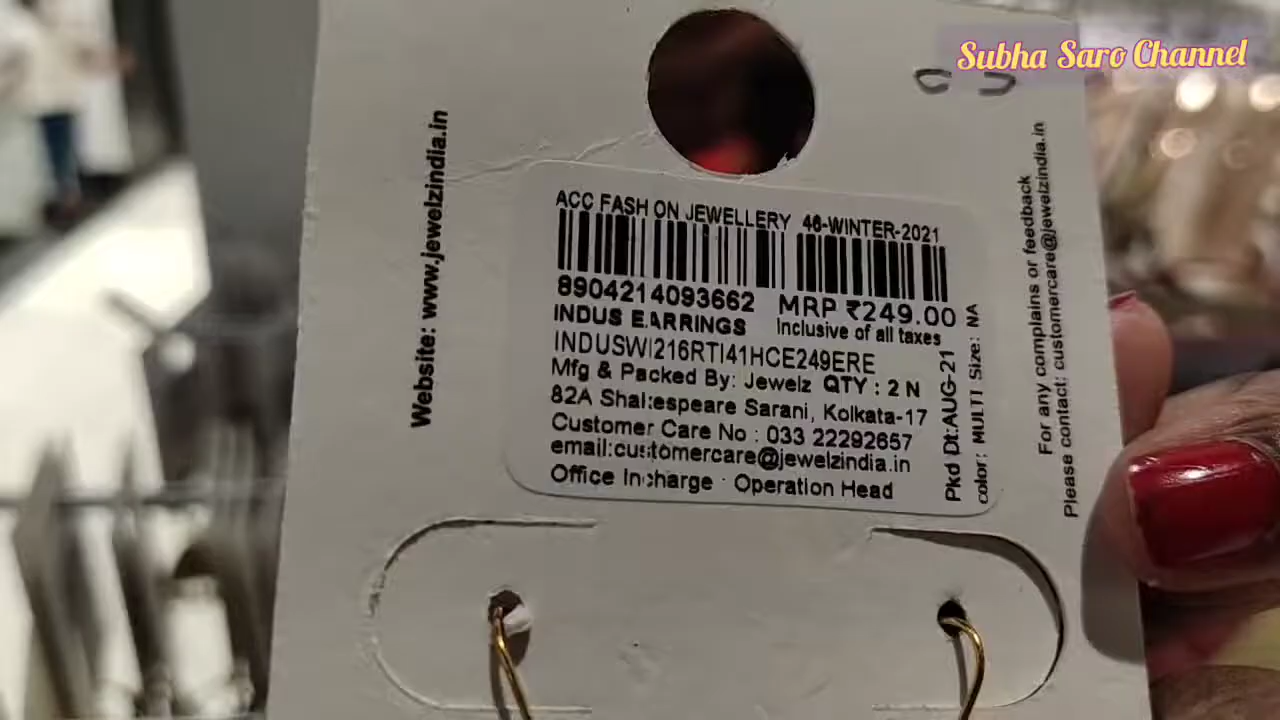 Subha Saro Channel
Website: www.jewelzindia.in
ACC FASH ON JEWELLERY 46-WINTER-2021
8904214093662 MRP ₹249.00
INDUS EARRINGS Inclusive of all taxes
INDUSWI216RTI41HCE249ERE
Mfg & Packed By: Jewelz QTY : 2 N
82A Shakespeare Sarani, Kolkata-17
Customer Care No : 033 22292657
email:customercare@jewelzindia.in
Office Incharge : Operation Head
Pkd Dt:AUG-21
color: MULTI Size: NA
For any complains or feedback
Please contact: customercare@jewelzindia.in